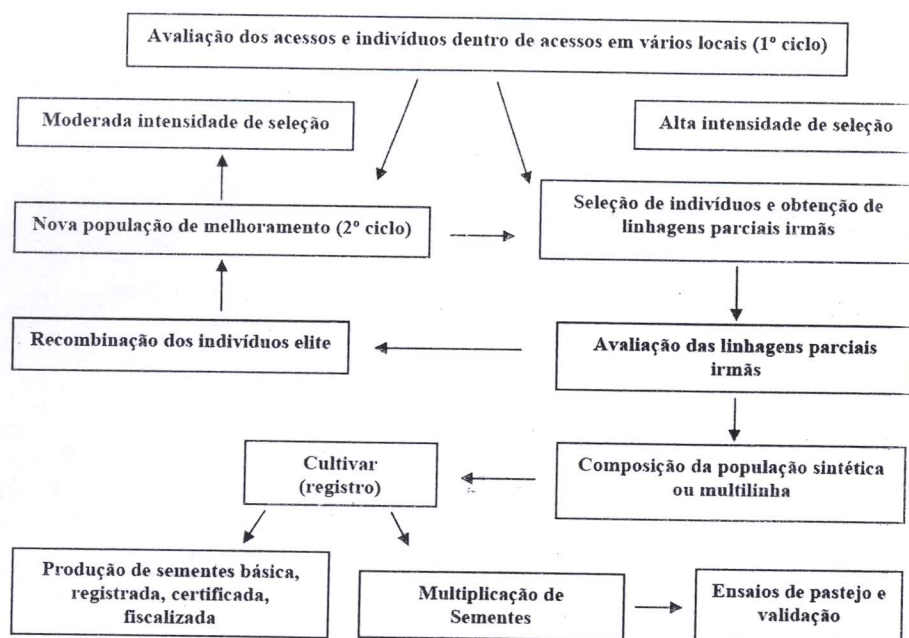 Avaliação dos acessos e indivíduos dentro de acessos em vários locais (1º ciclo)
Moderada intensidade de seleção
Alta intensidade de seleção
Nova população de melhoramento (2º ciclo)
Seleção de indivíduos e obtenção de
linhagens parciais irmãs
Recombinação dos indivíduos elite
Avaliação das linhagens parciais
irmãs
Cultivar
(registro)
Composição da população sintética
ou multilinha
Produção de sementes básica,
registrada, certificada,
fiscalizada
Multiplicação de
Sementes
Ensaios de pastejo e
validação